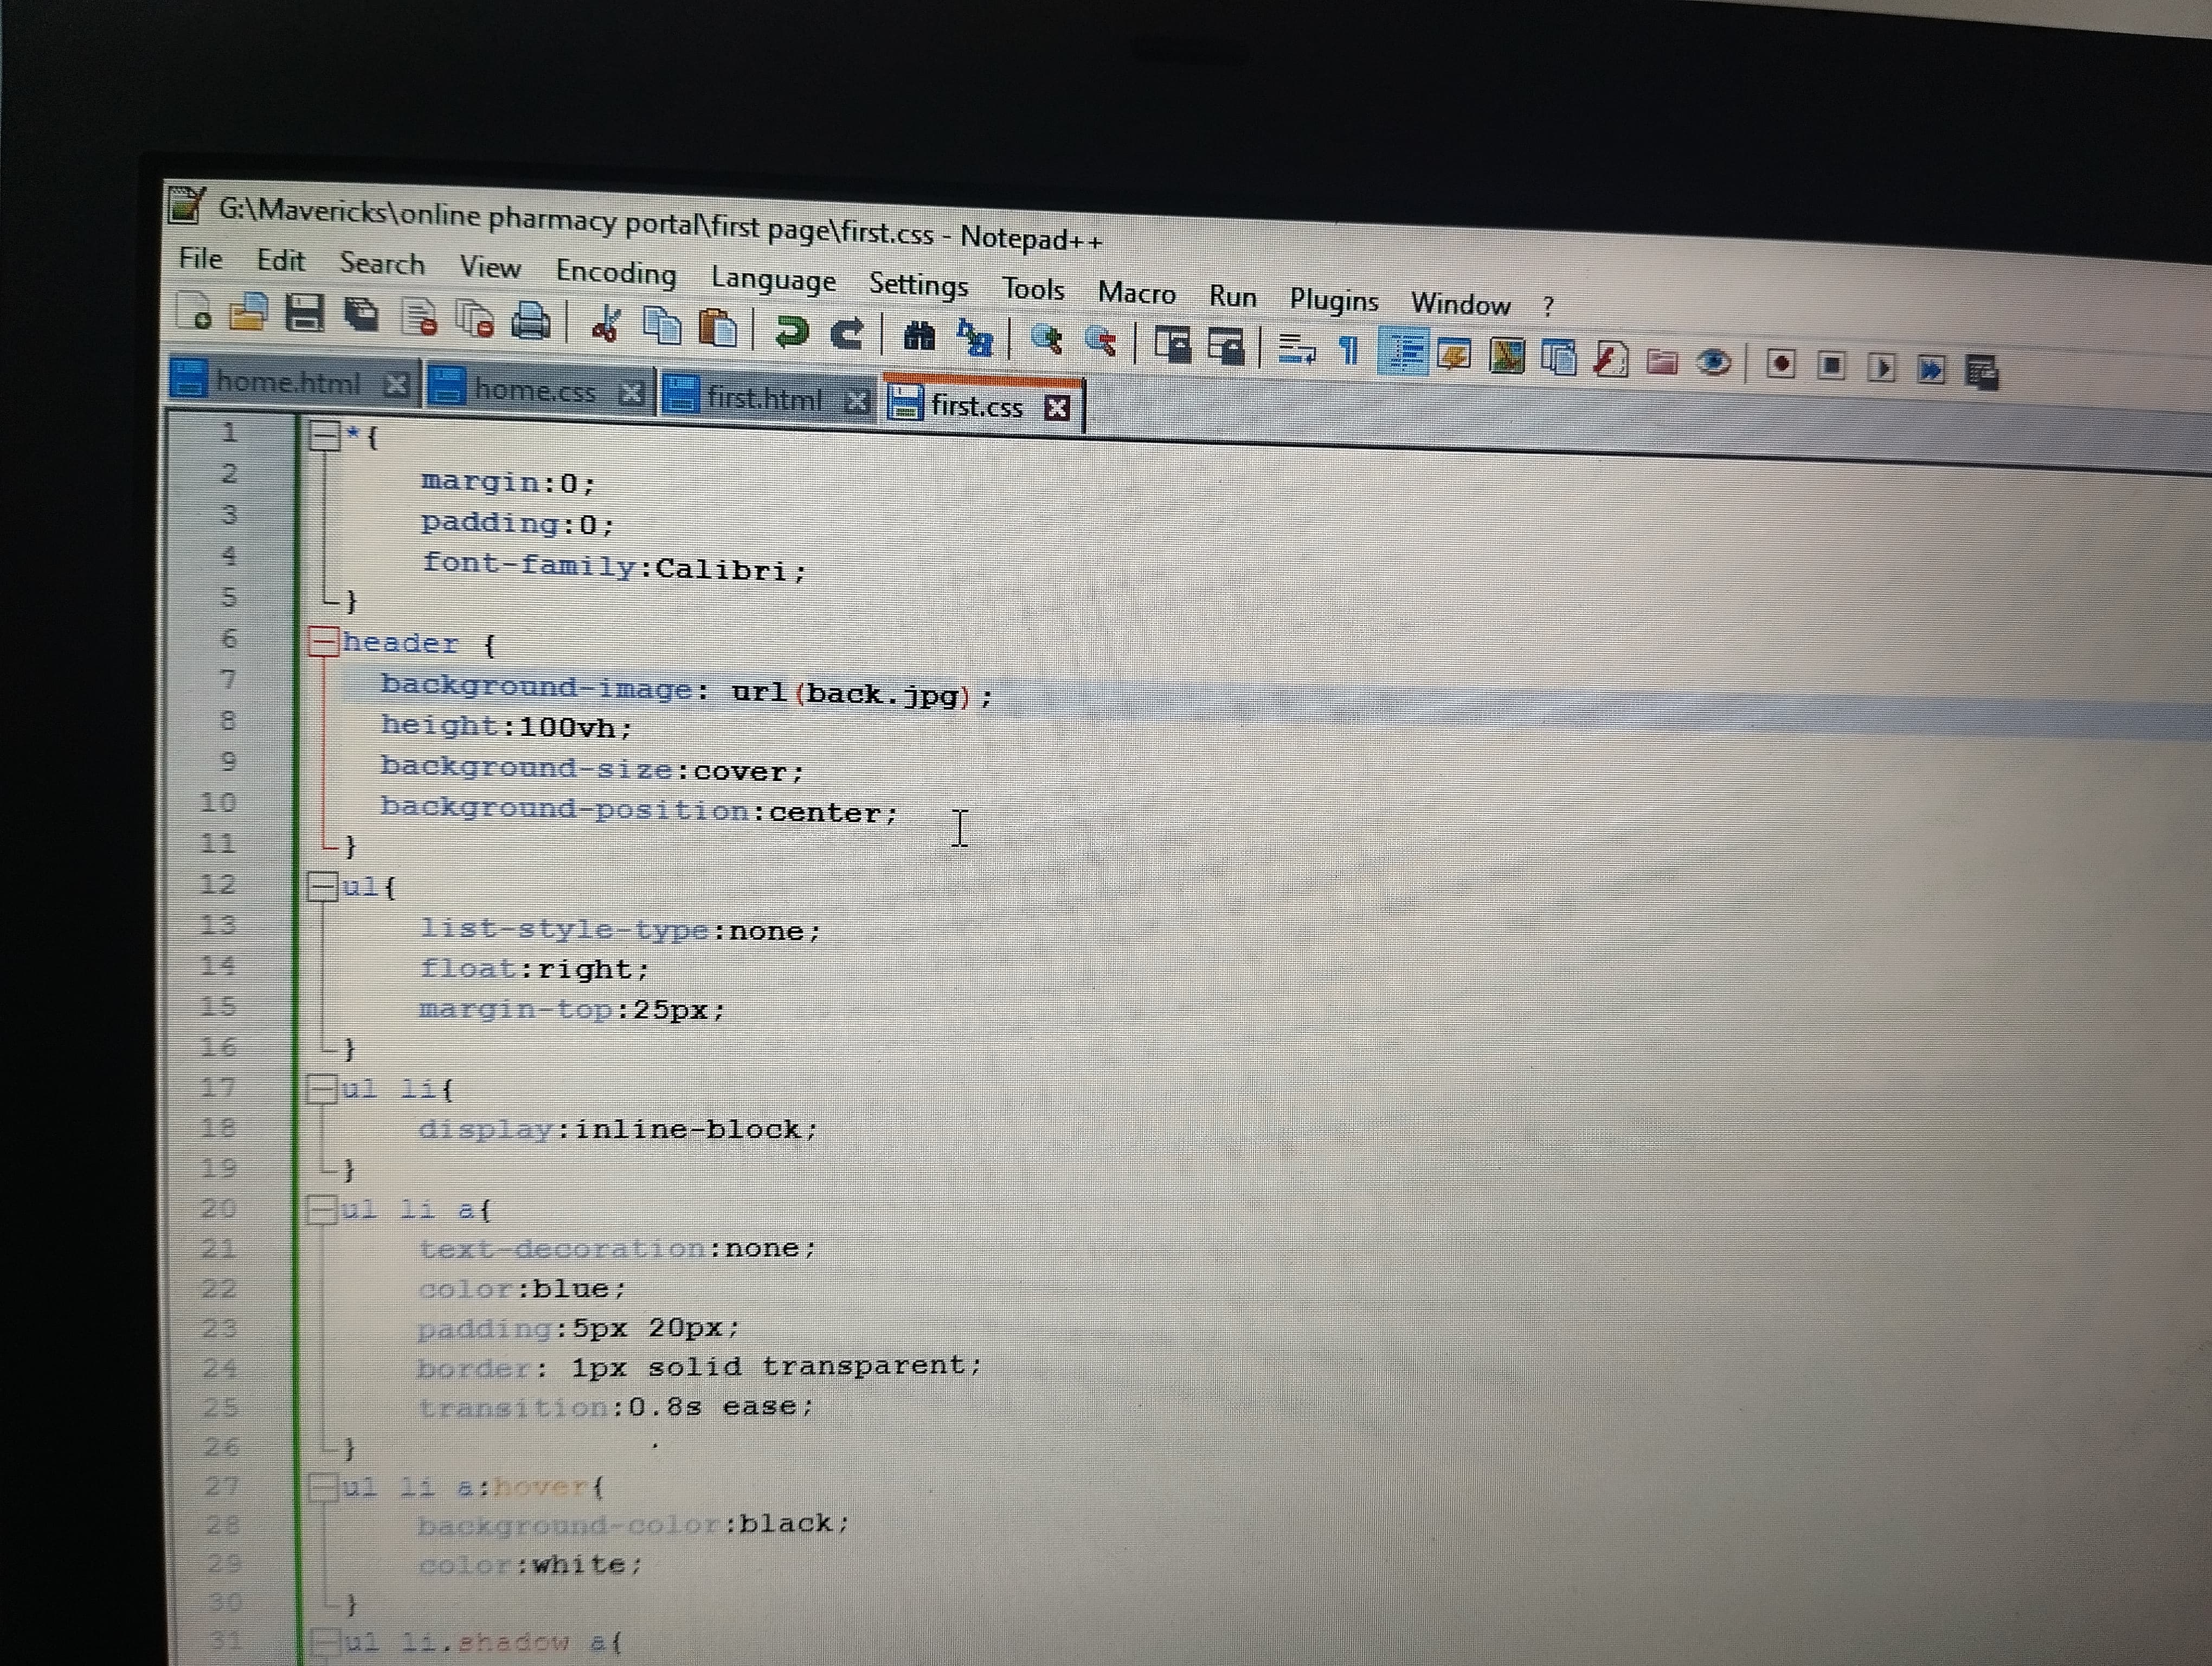 G:\Mavericks\online pharmacy portal\first page\first.css - Notepad++
File Edit Search View Encoding Language Settings Tools Macro Run Plugins Window ?
home.html home.css first.html first.css
1 *{
2 margin:0;
3 padding:0;
4 font-family:Calibri;
5 }
6 header {
7 background-image: url(back.jpg);
8 height:100vh;
9 background-size:cover;
10 background-position:center;
11 }
12 ul{
13 list-style-type:none;
14 float:right;
15 margin-top:25px;
16 }
17 ul li{
18 display:inline-block;
19 }
20 ul li a{
21 text-decoration:none;
22 color:blue;
23 padding:5px 20px;
24 border: 1px solid transparent;
25 transition:0.8s ease;
26 }
27 ul li a:hover{
28 background-color:black;
29 color:white;
30 }
31 ul li.shadow a{